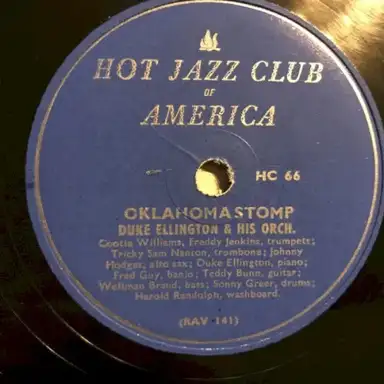 HOT JAZZ CLUB
OF
AMERICA
HC 66
OKLAHOMASTOMP
DUKE ELLINGTON & HIS ORCH.
Cootie Williams, Freddy Jenkins, trumpets;
Tricky Sam Nanton, trombone; Johnny
Hodges, alto sax; Duke Ellington, piano;
Fred Guy, banjo; Teddy Bunn, guitar;
Wellman Braud, bass; Sonny Greer, drums;
Harold Randolph, washboard.
(RAV 141)